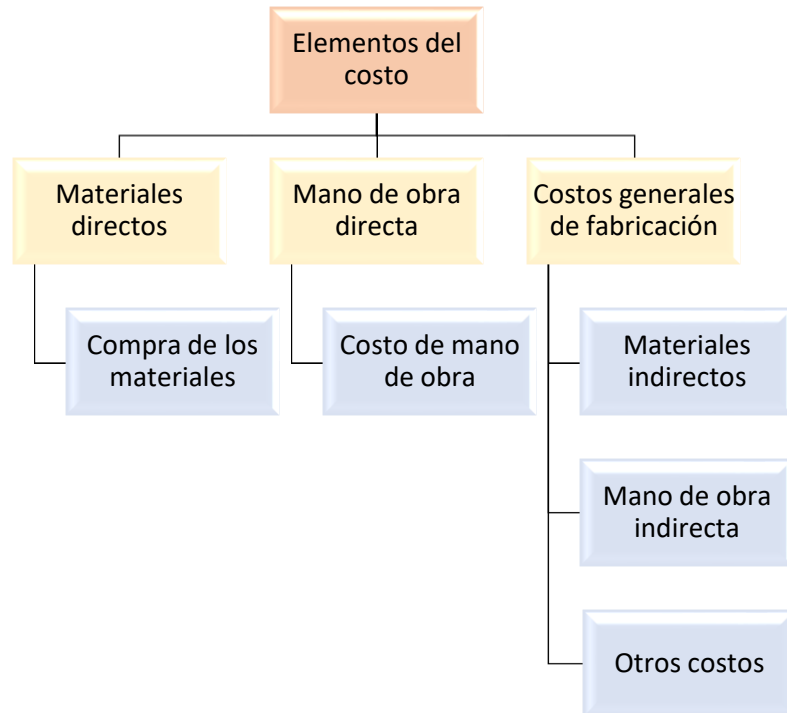 Elementos del
costo
Materiales
directos
Mano de obra
directa
Costos generales
de fabricación
Compra de los
materiales
Costo de mano
de obra
Materiales
indirectos
Mano de obra
indirecta
Otros costos